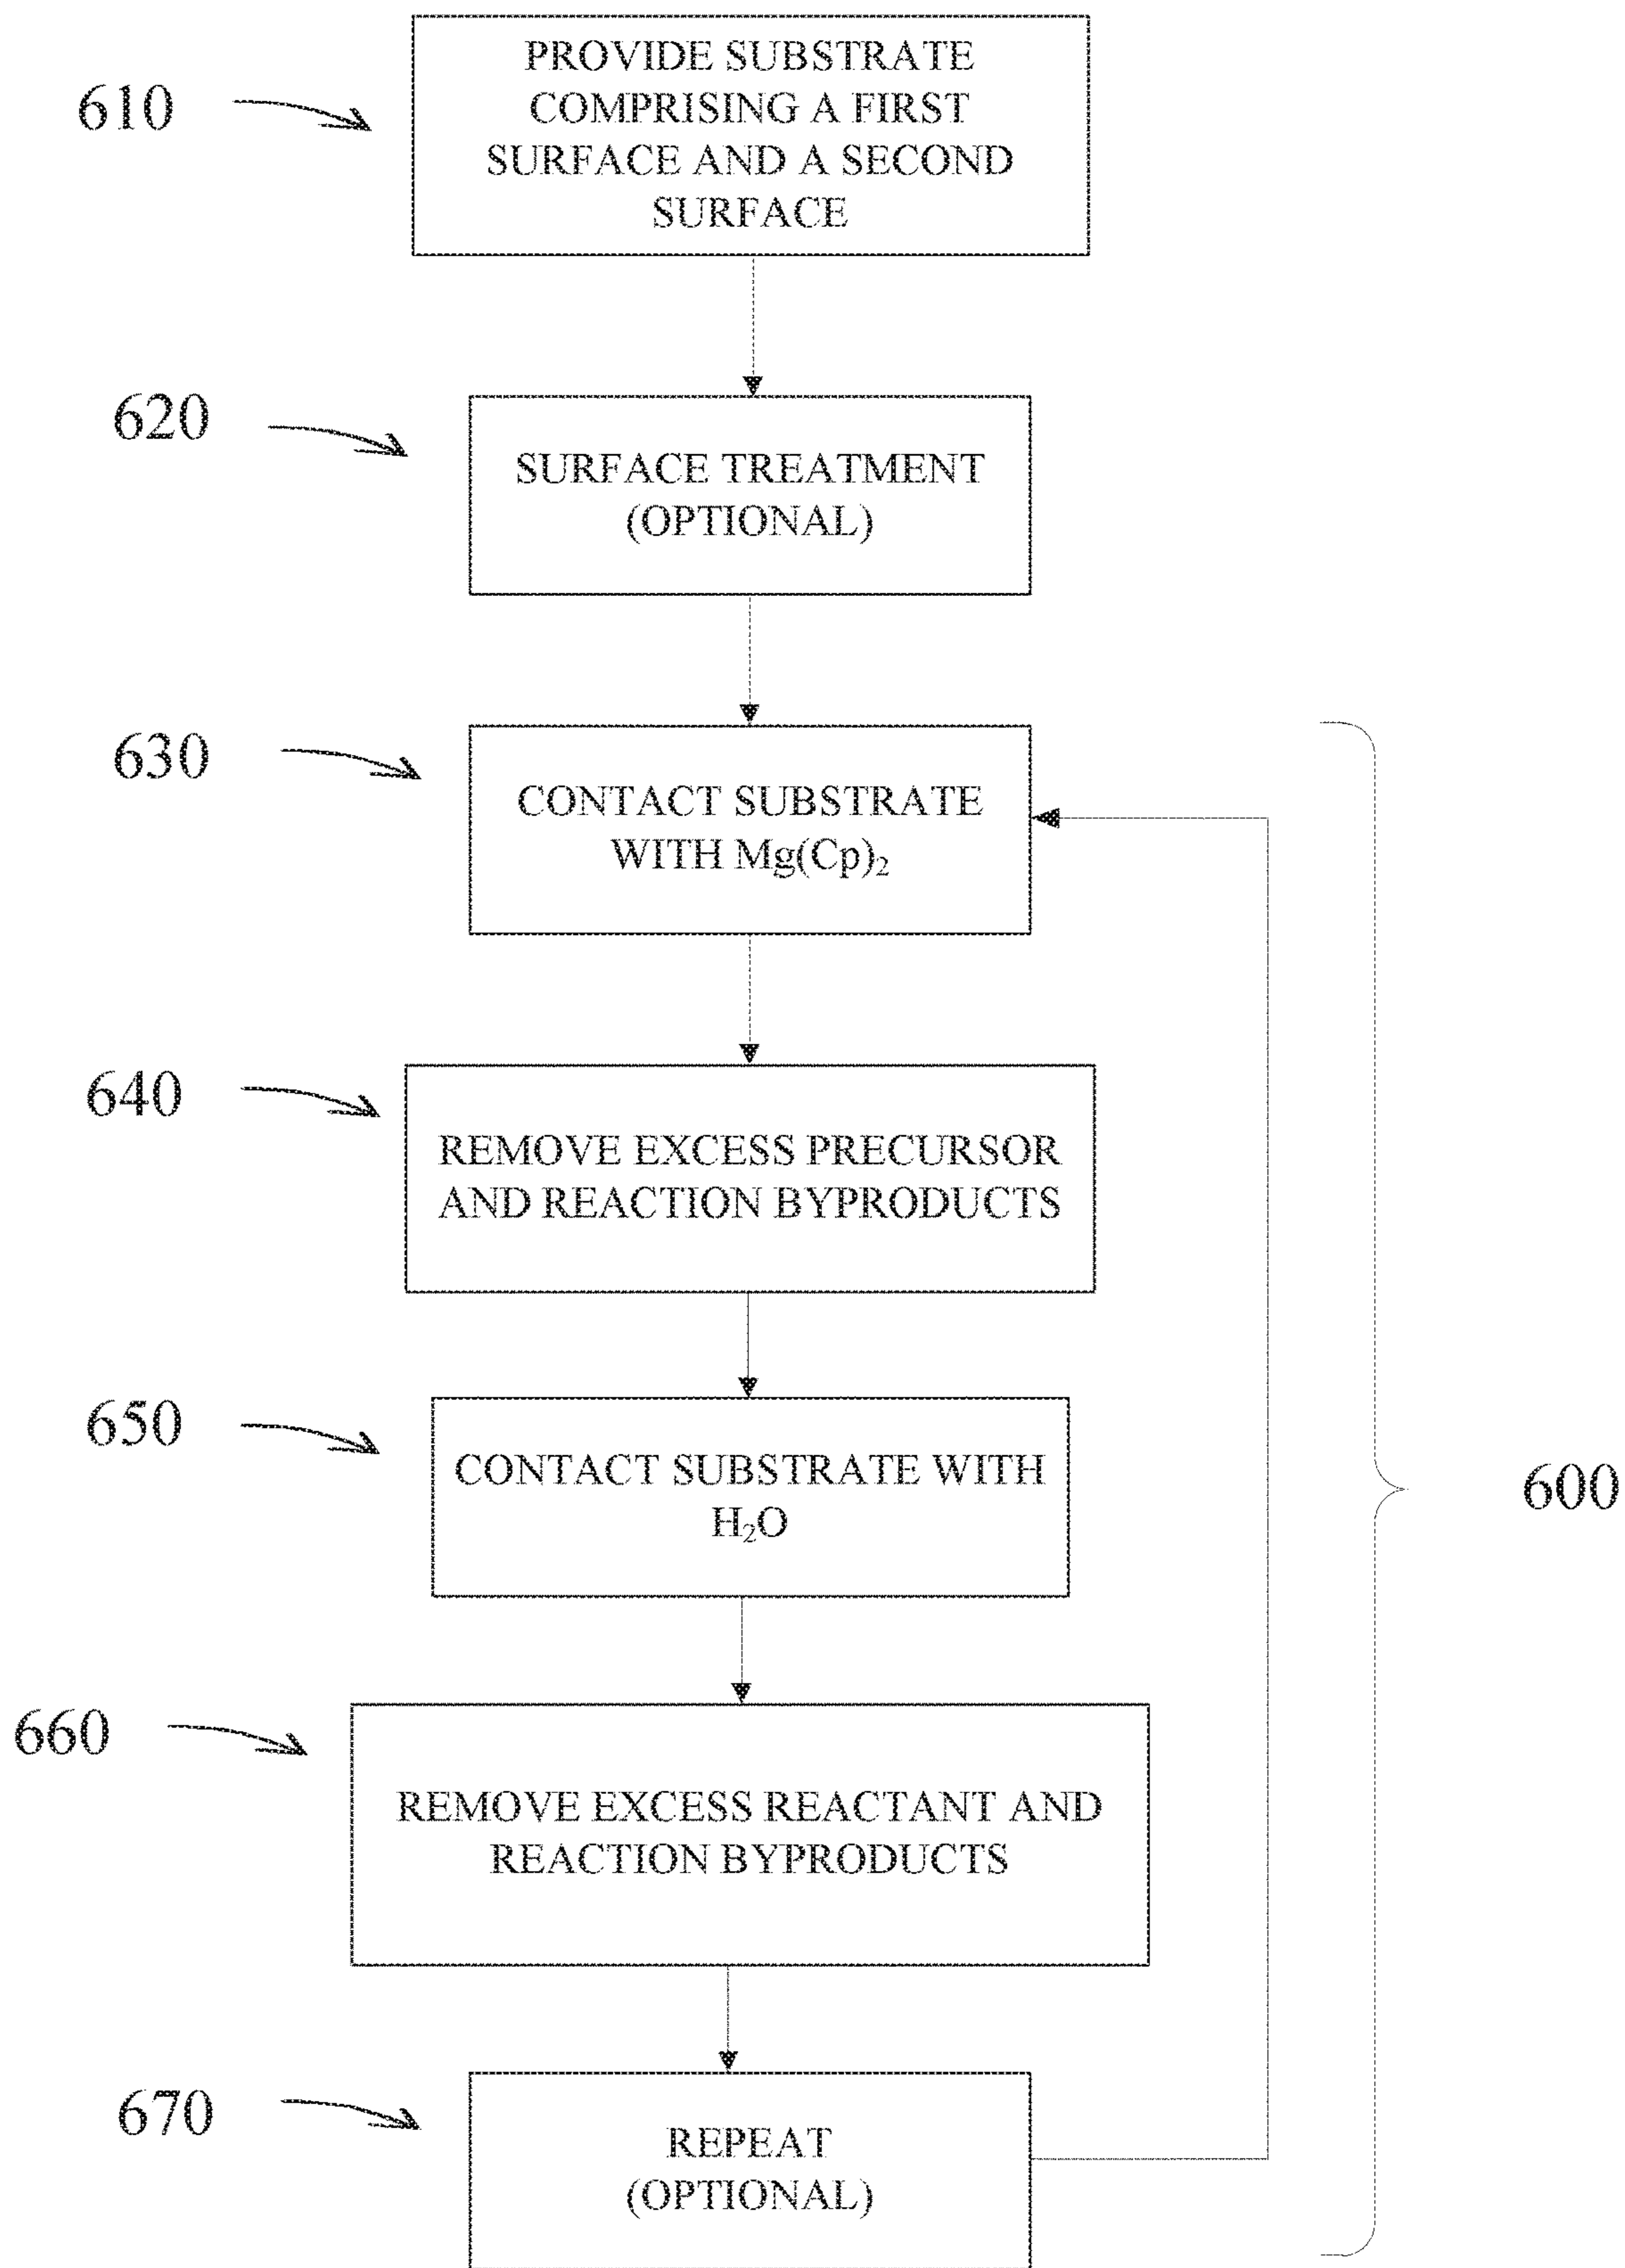 610
PROVIDE SUBSTRATE
COMPRISING A FIRST
SURFACE AND A SECOND
SURFACE
620
SURFACE TREATMENT
(OPTIONAL)
630
CONTACT SUBSTRATE
WITH Mg(Cp)₂
640
REMOVE EXCESS PRECURSOR
AND REACTION BYPRODUCTS
650
CONTACT SUBSTRATE WITH
H₂O
600
660
REMOVE EXCESS REACTANT AND
REACTION BYPRODUCTS
670
REPEAT
(OPTIONAL)